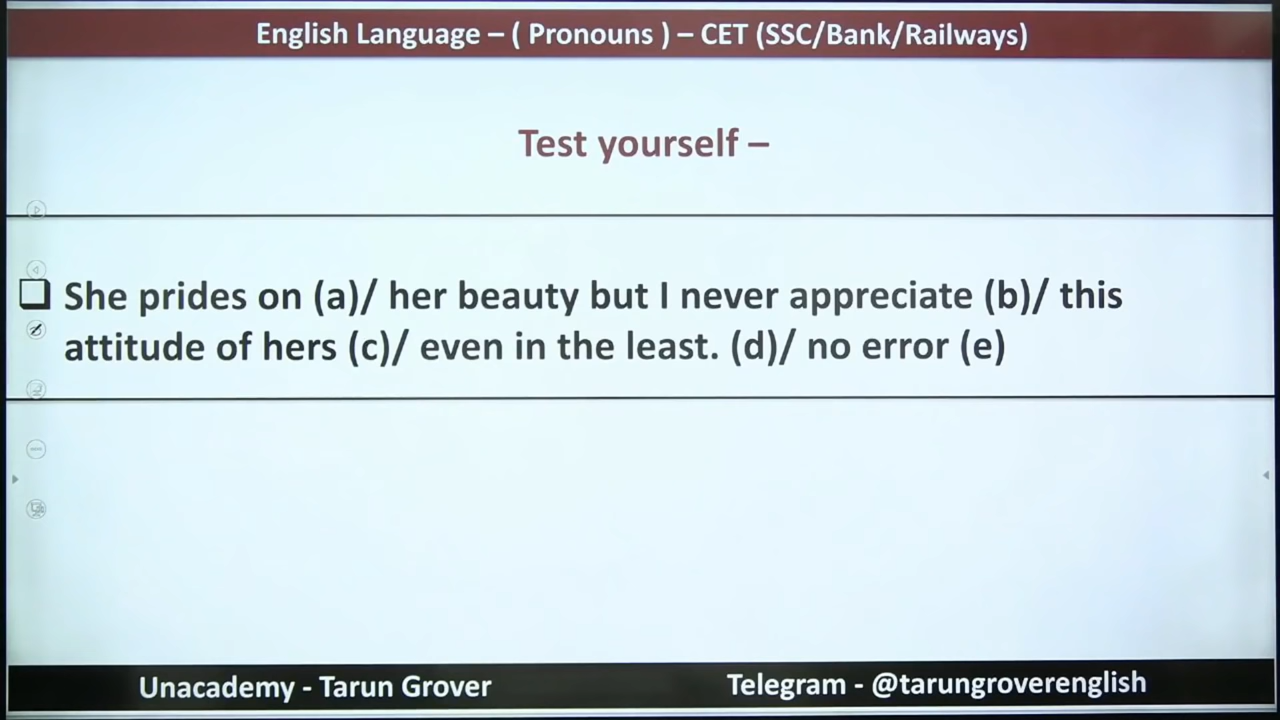 English Language – ( Pronouns ) – CET (SSC/Bank/Railways)
Test yourself –
She prides on (a)/ her beauty but I never appreciate (b)/ this
attitude of hers (c)/ even in the least. (d)/ no error (e)
Unacademy - Tarun Grover
Telegram - @tarungroverenglish